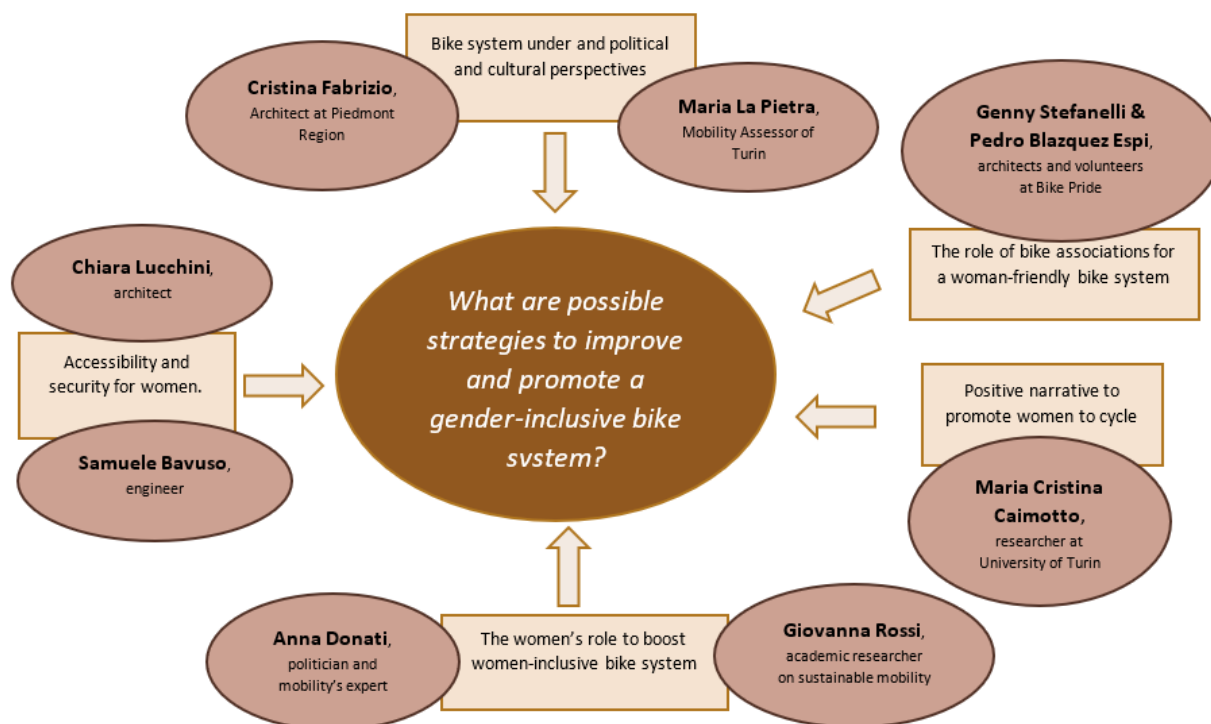 Bike system under and political
and cultural perspectives
Cristina Fabrizio,
Architect at Piedmont
Region
Maria La Pietra,
Mobility Assessor of
Turin
Genny Stefanelli &
Pedro Blazquez Espi,
architects and volunteers
at Bike Pride
The role of bike associations for
a woman-friendly bike system
Chiara Lucchini,
architect
Accessibility and
security for women.
Samuele Bavuso,
engineer
What are possible
strategies to improve
and promote a
gender-inclusive bike
system?
Positive narrative to
promote women to cycle
Maria Cristina
Caimotto,
researcher at
University of Turin
Anna Donati,
politician and
mobility’s expert
The women’s role to boost
women-inclusive bike system
Giovanna Rossi,
academic researcher
on sustainable mobility